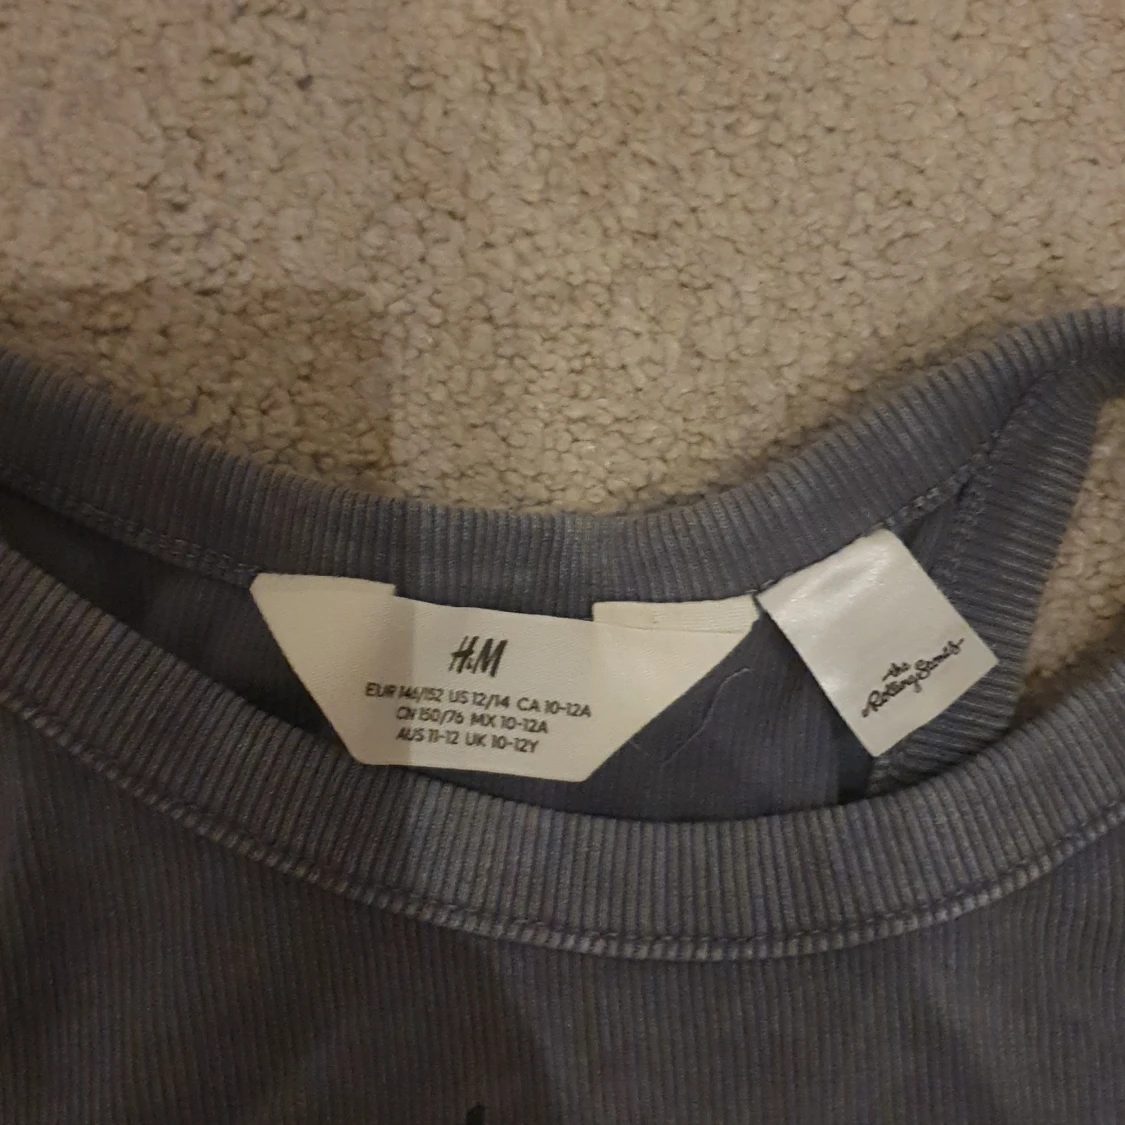 H&M
EUR 146/152 US 12/14 CA 10-12A
CN 150/76 MX 10-12A
AUS 11-12 UK 10-12Y
the
Rolling Stones